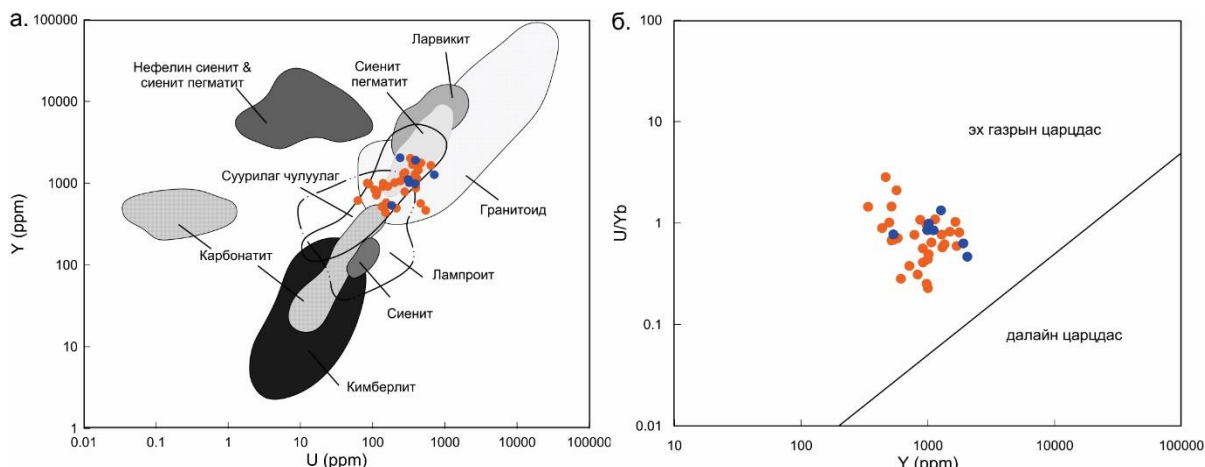 а.
100000
10000
1000
100
10
1
Y (ppm)
0.01
0.1
1
10
100
1000
10000
100000
U (ppm)
Нефелин сиенит &
сиенит пегматит
Ларвикит
Сиенит
пегматит
Суурилаг чулуулаг
Гранитоид
Карбонатит
Лампроит
Сиенит
Кимберлит
б.
100
10
1
0.1
0.01
U/Yb
10
100
1000
10000
100000
Y (ppm)
эх газрын царцдас
далайн царцдас